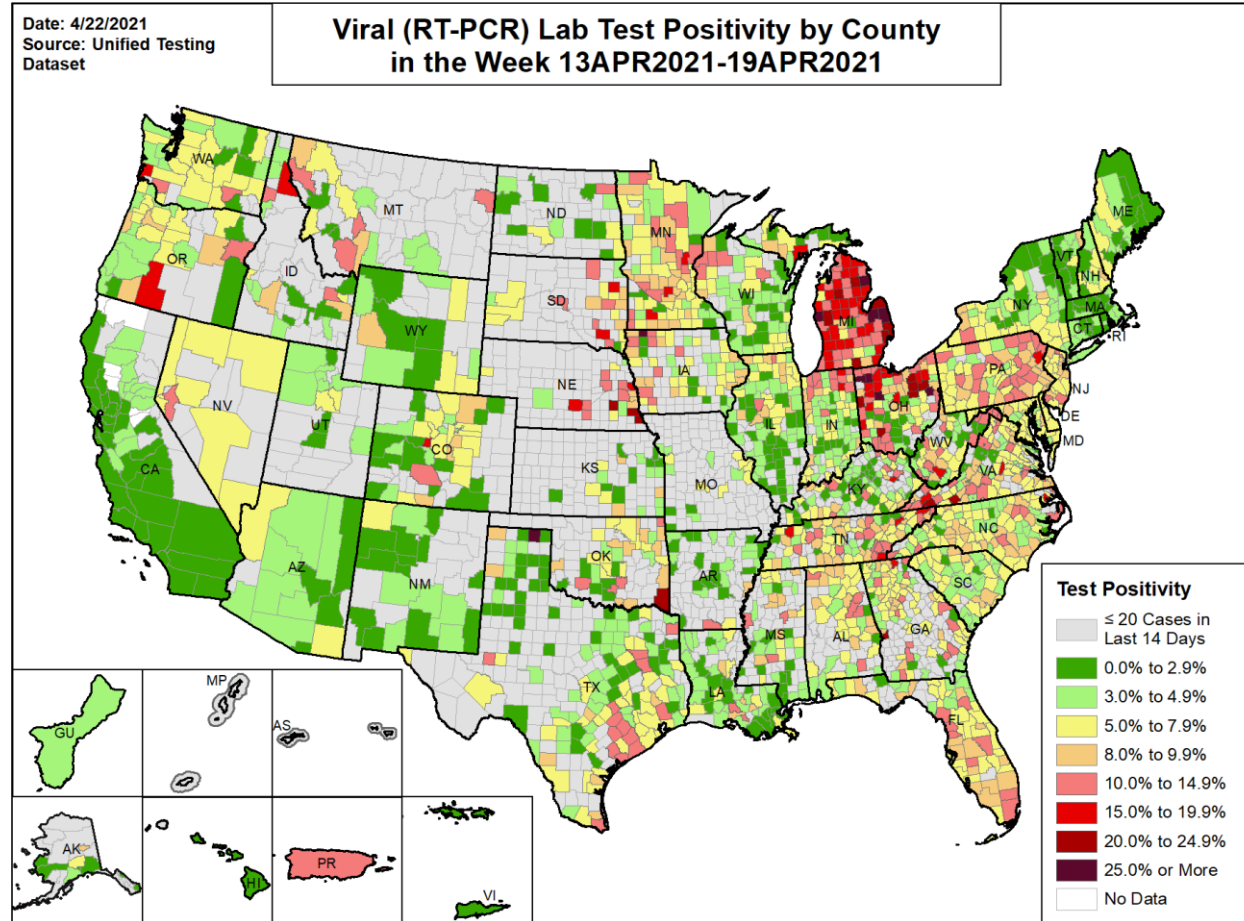 Date: 4/22/2021
Source: Unified Testing
Dataset
Viral (RT-PCR) Lab Test Positivity by County
in the Week 13APR2021-19APR2021
WA
MT
ND
MN
ME
OR
ID
SD
WI
MI
VT
NH
NY
MA
CT
RI
WY
IA
NE
PA
NJ
NV
UT
CO
IL
IN
OH
DE
MD
CA
KS
MO
WV
VA
KY
AZ
NM
OK
AR
TN
NC
SC
MS
AL
GA
TX
LA
FL
MP
GU
AS
AK
HI
PR
VI
Test Positivity
≤ 20 Cases in
Last 14 Days
0.0% to 2.9%
3.0% to 4.9%
5.0% to 7.9%
8.0% to 9.9%
10.0% to 14.9%
15.0% to 19.9%
20.0% to 24.9%
25.0% or More
No Data